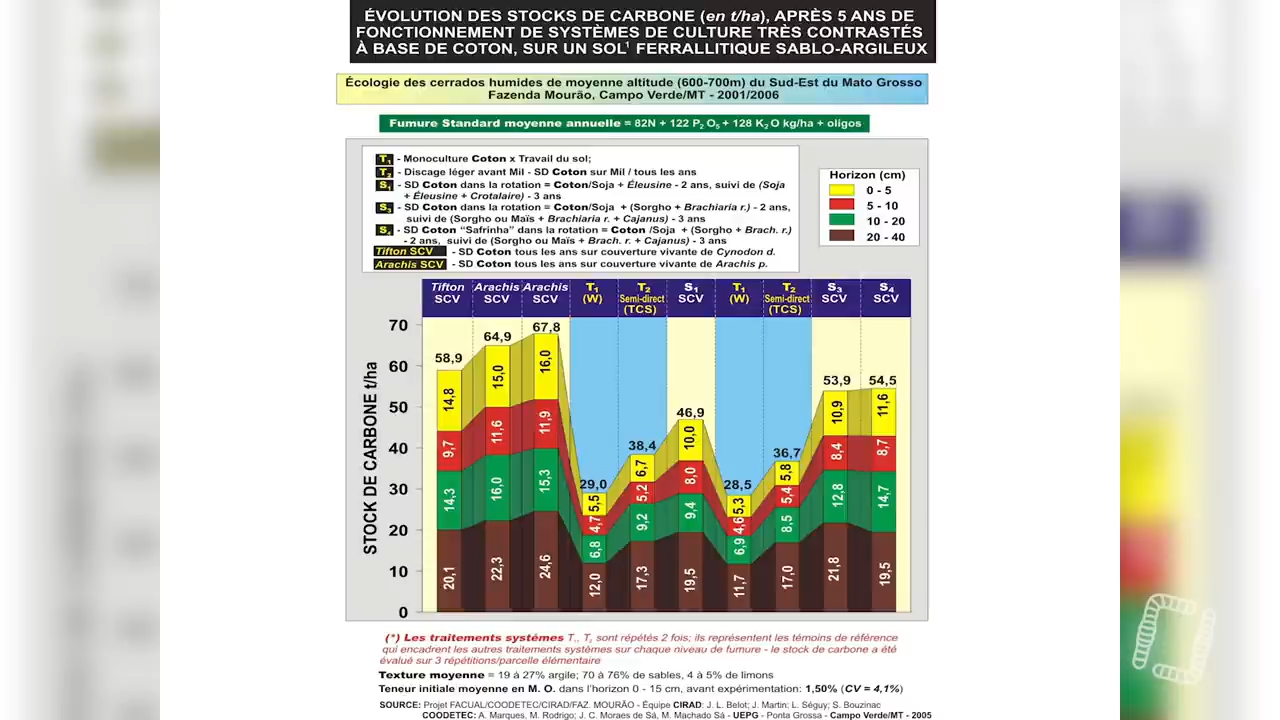 ÉVOLUTION DES STOCKS DE CARBONE (en t/ha), APRÈS 5 ANS DE
FONCTIONNEMENT DE SYSTÈMES DE CULTURE TRÈS CONTRASTÉS
À BASE DE COTON, SUR UN SOL¹ FERRALLITIQUE SABLO-ARGILEUX
Écologie des cerrados humides de moyenne altitude (600-700m) du Sud-Est du Mato Grosso
Fazenda Mourão, Campo Verde/MT - 2001/2006
Fumure Standard moyenne annuelle = 82N + 122 P₂ O₅ + 128 K₂ O kg/ha + oligos
T₁ - Monoculture Coton x Travail du sol;
T₂ - Discage léger avant Mil - SD Coton sur Mil / tous les ans
S₁ - SD Coton dans la rotation = Coton/Soja + Éleusine - 2 ans, suivi de (Soja
+ Éleusine + Crotalaire) - 3 ans
S₃ - SD Coton dans la rotation = Coton/Soja + (Sorgho + Brachiaria r.) - 2 ans,
suivi de (Sorgho ou Maïs + Brachiaria r. + Cajanus) - 3 ans
S₄ - SD Coton "Safrinha" dans la rotation = Coton /Soja + (Sorgho + Brach. r.)
- 2 ans, suivi de (Sorgho ou Maïs + Brach. r. + Cajanus) - 3 ans
Tifton SCV - SD Coton tous les ans sur couverture vivante de Cynodon d.
Arachis SCV - SD Coton tous les ans sur couverture vivante de Arachis p.
Horizon (cm)
0 - 5
5 - 10
10 - 20
20 - 40
Tifton Arachis Arachis T₁ T₂ S₁ T₁ T₂ S₃ S₄
SCV SCV SCV (W) Semi-direct SCV (W) Semi-direct SCV SCV
(TCS) (TCS)
STOCK DE CARBONE t/ha
70
60
50
40
30
20
10
0
58,9 64,9 67,8 29,0 38,4 46,9 28,5 36,7 53,9 54,5
14,8 15,0 16,0 5,5 6,7 10,0 5,3 5,8 10,9 11,6
9,7 11,6 11,9 4,7 5,2 8,0 4,6 5,4 8,4 8,7
14,3 16,0 15,3 6,8 9,2 9,4 6,9 8,5 12,8 14,7
20,1 22,3 24,6 12,0 17,3 19,5 11,7 17,0 21,8 19,5
(*) Les traitements systémes T₁, T₂ sont répétés 2 fois; ils représentent les témoins de référence
qui encadrent les autres traitements systèmes sur chaque niveau de fumure - le stock de carbone a été
évalué sur 3 répétitions/parcelle élémentaire
Texture moyenne = 19 à 27% argile; 70 à 76% de sables, 4 à 5% de limons
Teneur initiale moyenne en M. O. dans l'horizon 0 - 15 cm, avant expérimentation: 1,50% (CV = 4,1%)
SOURCE: Projet FACUAL/COODETEC/CIRAD/FAZ. MOURÃO - Équipe CIRAD: J. L. Belot; J. Martin; L. Séguy; S. Bouzinac
COODETEC: A. Marques, M. Rodrigo; J. C. Moraes de Sá, M. Machado Sá - UEPG - Ponta Grossa - Campo Verde/MT - 2005